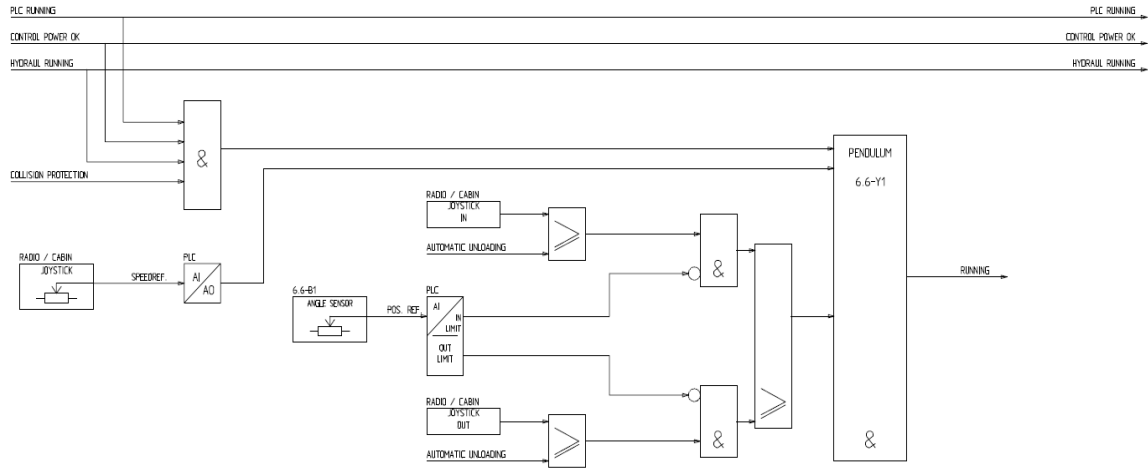 PLC RUNNING
PLC RUNNING
CONTROL POWER OK
CONTROL POWER OK
HYDRAUL RUNNING
HYDRAUL RUNNING
&
PENDULUM
6.6-Y1
COLLISION PROTECTION
RADIO / CABIN
JOYSTICK
IN
AUTOMATIC UNLOADING
≥
&
RADIO / CABIN
JOYSTICK
SPEEDREF.
PLC
AI
AO
RUNNING
6.6-B1
ANGLE SENSOR
POS. REF.
PLC
AI
IN
LIMIT
OUT
LIMIT
RADIO / CABIN
JOYSTICK
OUT
AUTOMATIC UNLOADING
≥
&
≥
&